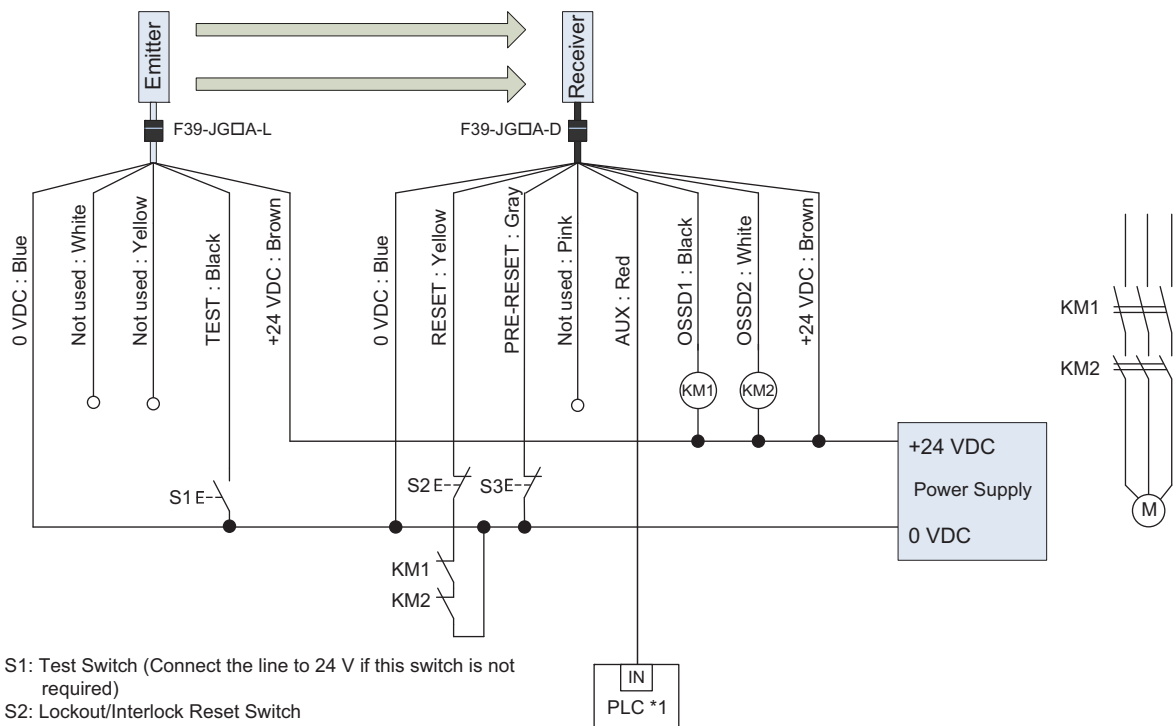 Emitter
Receiver
F39-JG□A-L
F39-JG□A-D
0 VDC : Blue
Not used : White
Not used : Yellow
TEST : Black
+24 VDC : Brown
0 VDC : Blue
RESET : Yellow
PRE-RESET : Gray
Not used : Pink
AUX : Red
OSSD1 : Black
OSSD2 : White
+24 VDC : Brown
KM1
KM2
KM1
KM2
M
+24 VDC
Power Supply
0 VDC
S1
E
S2
E
S3
E
KM1
KM2
IN
PLC *1
S1: Test Switch (Connect the line to 24 V if this switch is not
required)
S2: Lockout/Interlock Reset Switch